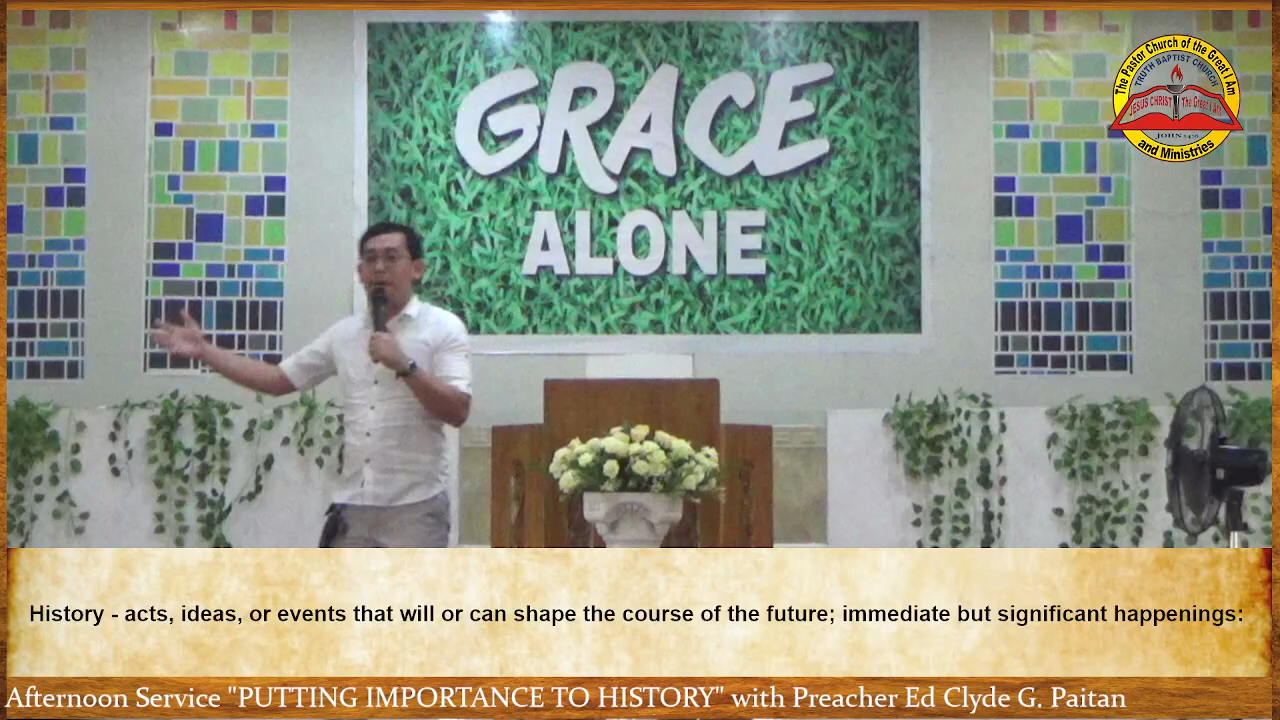 GRACE
ALONE
The Pastor Church of the Great I Am
TRUTH BAPTIST CHURCH
JESUS CHRIST The Great I Am
and Ministries
History - acts, ideas, or events that will or can shape the course of the future; immediate but significant happenings:
Afternoon Service "PUTTING IMPORTANCE TO HISTORY" with Preacher Ed Clyde G. Paitan